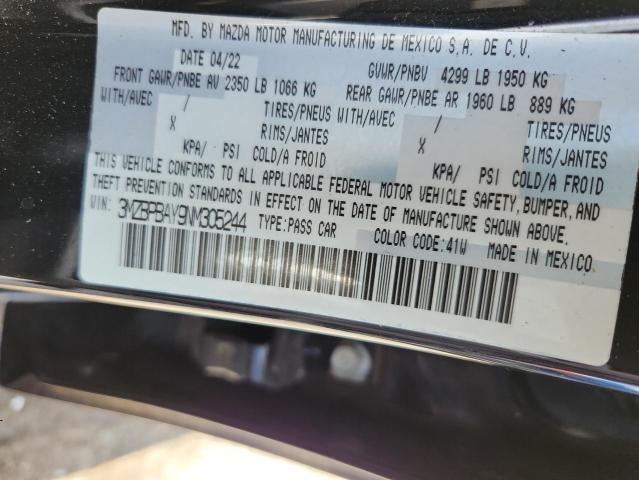 MFD. BY MAZDA MOTOR MANUFACTURING DE MEXICO S.A. DE C.V.
DATE 04/22 GVWR/PNBV 4299 LB 1950 KG
FRONT GAWR/PNBE AV 2350 LB 1066 KG REAR GAWR/PNBE AR 1960 LB 889 KG
WITH/AVEC / TIRES/PNEUS WITH/AVEC / TIRES/PNEUS
X RIMS/JANTES X RIMS/JANTES
KPA/ PSI COLD/A FROID KPA/ PSI COLD/A FROID
THIS VEHICLE CONFORMS TO ALL APPLICABLE FEDERAL MOTOR VEHICLE SAFETY, BUMPER, AND
THEFT PREVENTION STANDARDS IN EFFECT ON THE DATE OF MANUFACTURE SHOWN ABOVE.
VIN: 3MZBPBAY9NM305244 TYPE:PASS CAR COLOR CODE:41W MADE IN MEXICO